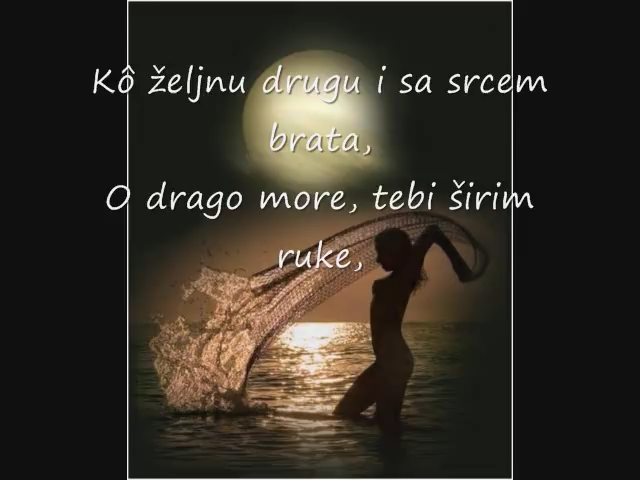 Kô željnu drugu i sa srcem
brata,
O drago more, tebi širim
ruke,